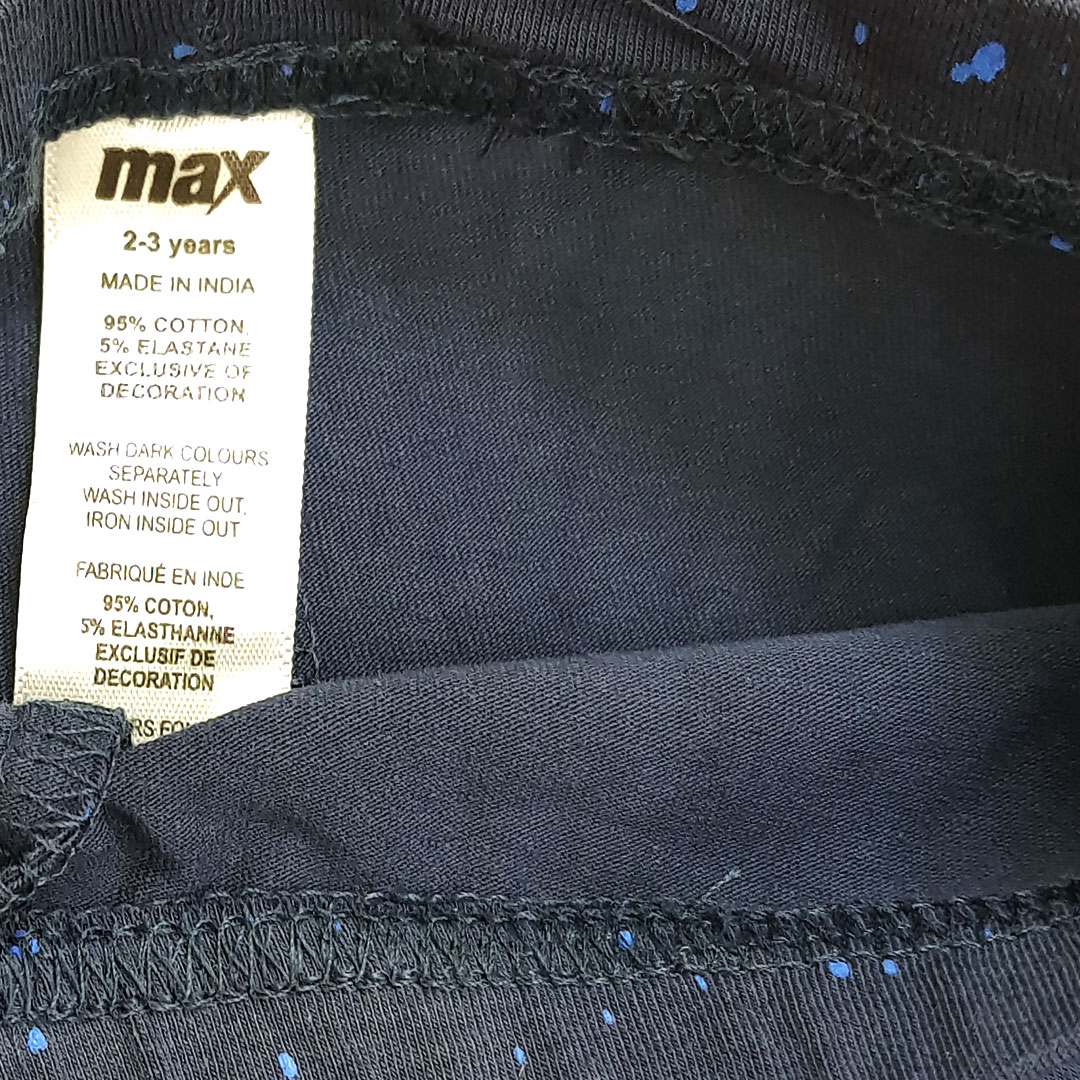 max
2-3 years
MADE IN INDIA
95% COTTON,
5% ELASTANE
EXCLUSIVE OF
DECORATION
WASH DARK COLOURS
SEPARATELY
WASH INSIDE OUT,
IRON INSIDE OUT
FABRIQUÉ EN INDE
95% COTON,
5% ELASTHANNE
EXCLUSIF DE
DECORATION